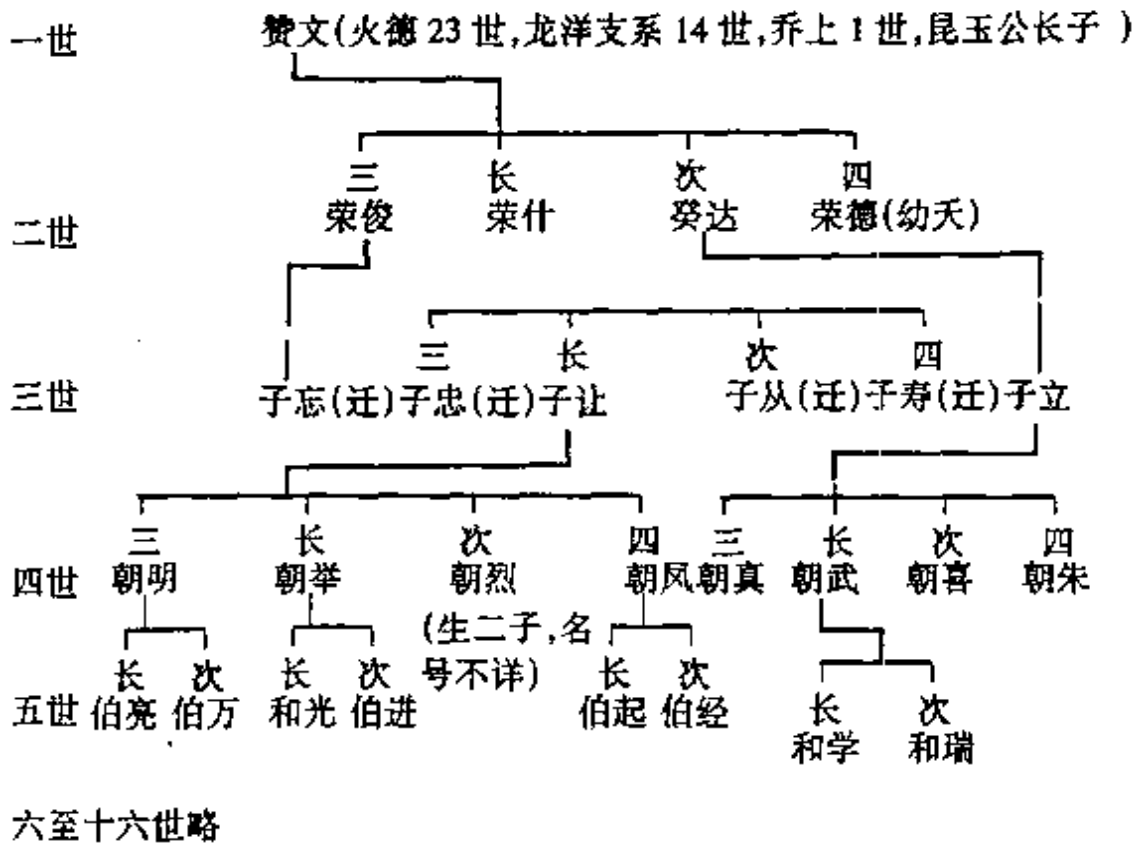 一世 赞文(火德 23 世,龙洋支系 14 世,乔上 1 世,昆玉公长子 )
三 长 次 四
二世 荣俊 荣什 癸达 荣德(幼夭)
三 长 次 四
三世 子忘(迁)子忠(迁)子让 子从(迁)子寿(迁)子立
三 长 次 四 三 长 次 四
四世 朝明 朝举 朝烈 朝凤 朝真 朝武 朝喜 朝朱
(生二子,名
号不详)
长 次 长 次 长 次
五世 伯亮 伯万 和光 伯进 伯起 伯经 长 次
和学 和瑞
六至十六世略